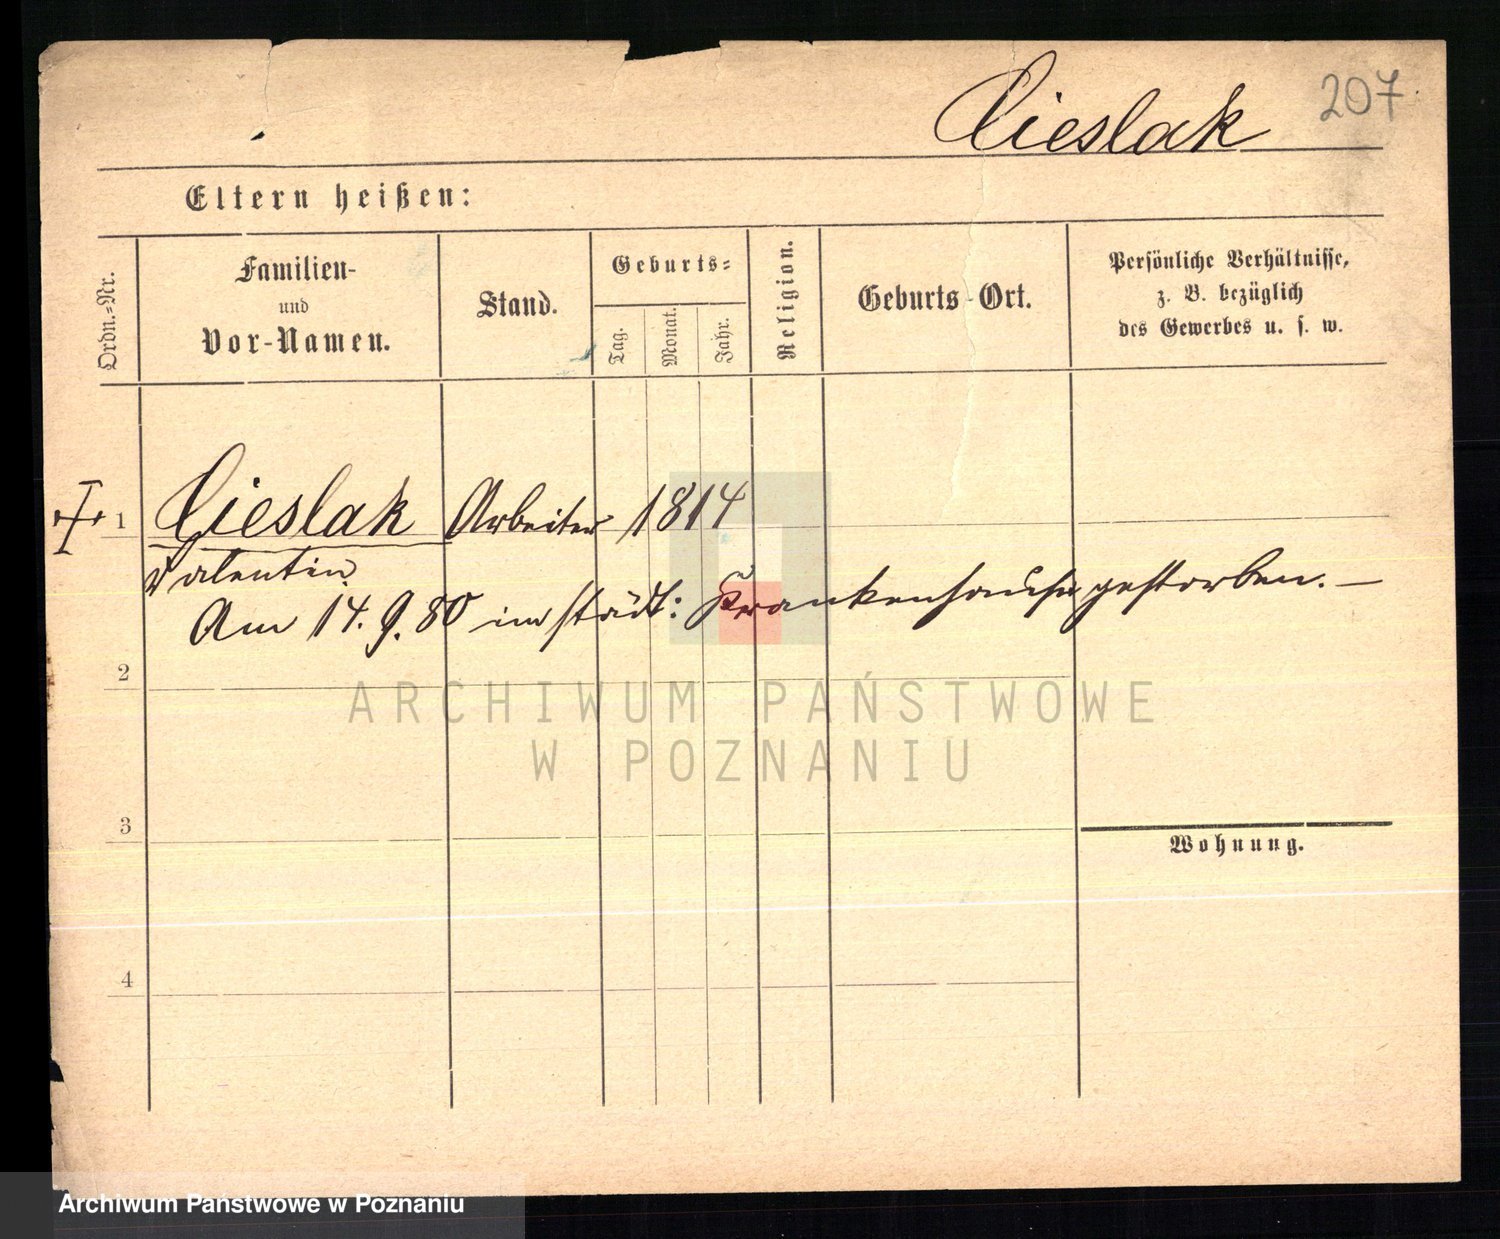 Cieslak 207
Eltern heißen:
Ordn.-Nr.
Familien-
und
Vor-Namen.
Stand.
Geburts-
Tag.
Monat.
Jahr.
Religion.
Geburts-Ort.
Persönliche Verhältnisse,
z. B. bezüglich
des Gewerbes u. s. w.
1 Cieslak Arbeiter 1814
Valentin
Am 14. 9. 80 im städt: Krankenhause gestorben. —
2
ARCHIWUM PAŃSTWOWE
W POZNANIU
3
Wohnung.
4
Archiwum Państwowe w Poznaniu